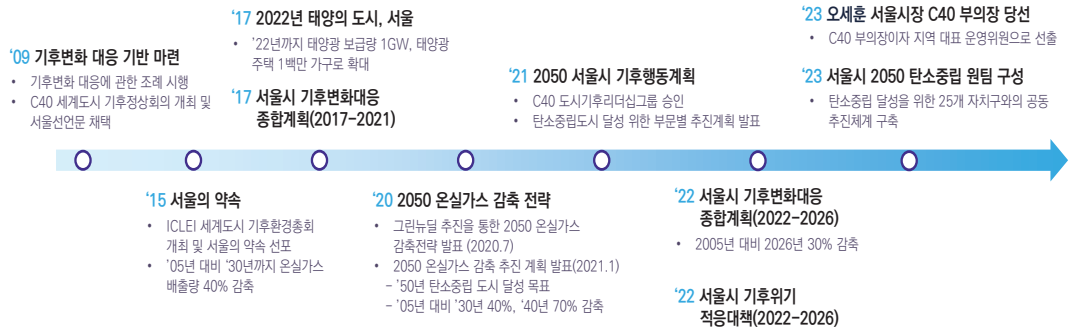 ‘09 기후변화 대응 기반 마련
• 기후변화 대응에 관한 조례 시행
• C40 세계도시 기후정상회의 개최 및
서울선언문 채택
‘17 2022년 태양의 도시, 서울
• ’22년까지 태양광 보급량 1GW, 태양광
주택 1백만 가구로 확대
‘17 서울시 기후변화대응
종합계획(2017-2021)
‘21 2050 서울시 기후행동계획
• C40 도시기후리더십그룹 승인
• 탄소중립도시 달성 위한 부문별 추진계획 발표
‘23 오세훈 서울시장 C40 부의장 당선
• C40 부의장이자 지역 대표 운영위원으로 선출
‘23 서울시 2050 탄소중립 원팀 구성
• 탄소중립 달성을 위한 25개 자치구와의 공동
추진체계 구축
‘15 서울의 약속
• ICLEI 세계도시 기후환경총회
개최 및 서울의 약속 선포
• ’05년 대비 ‘30년까지 온실가스
배출량 40% 감축
‘20 2050 온실가스 감축 전략
• 그린뉴딜 추진을 통한 2050 온실가스
감축전략 발표 (2020.7)
• 2050 온실가스 감축 추진 계획 발표(2021.1)
- ’50년 탄소중립 도시 달성 목표
- ’05년 대비 ’30년 40%, ‘40년 70% 감축
‘22 서울시 기후변화대응
종합계획(2022-2026)
• 2005년 대비 2026년 30% 감축
‘22 서울시 기후위기
적응대책(2022-2026)